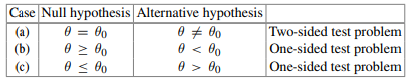 Case Null hypothesis Alternative hypothesis
(a) θ = θ₀ θ ≠ θ₀ Two-sided test problem
(b) θ ≥ θ₀ θ < θ₀ One-sided test problem
(c) θ ≤ θ₀ θ > θ₀ One-sided test problem